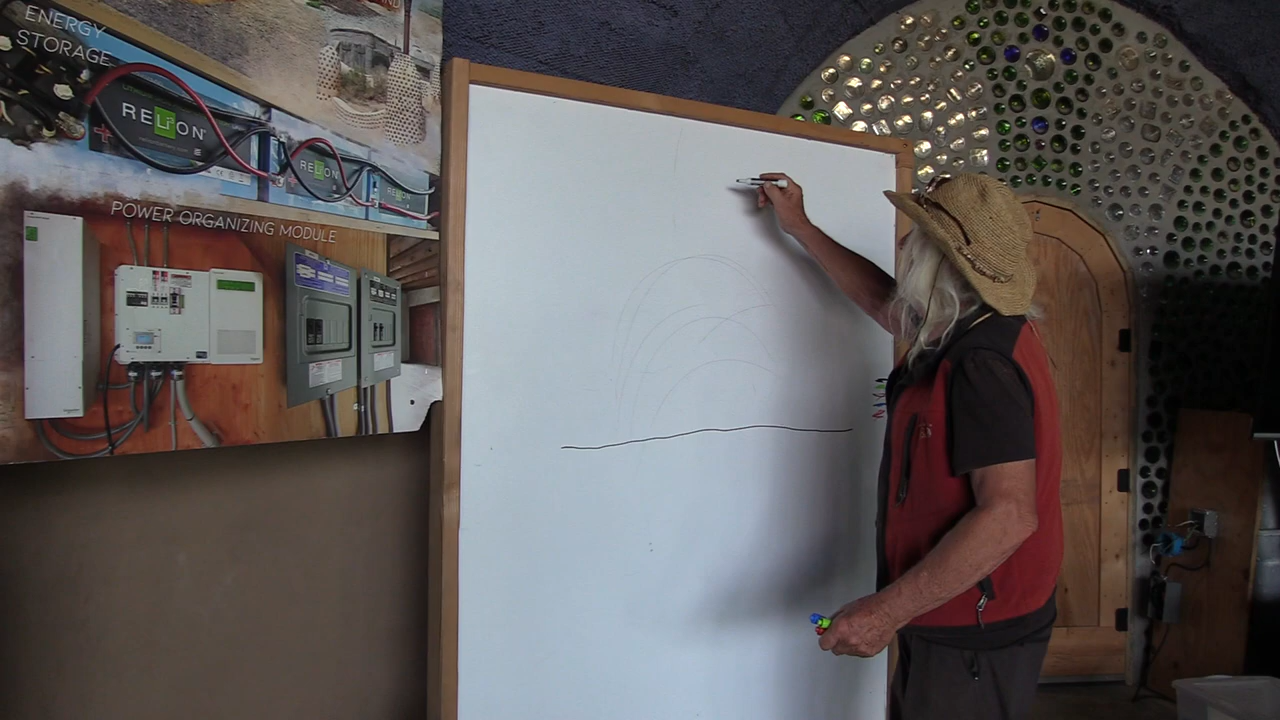 ENERGY
STORAGE
RELiON
RELiON
RELiON
POWER ORGANIZING MODULE